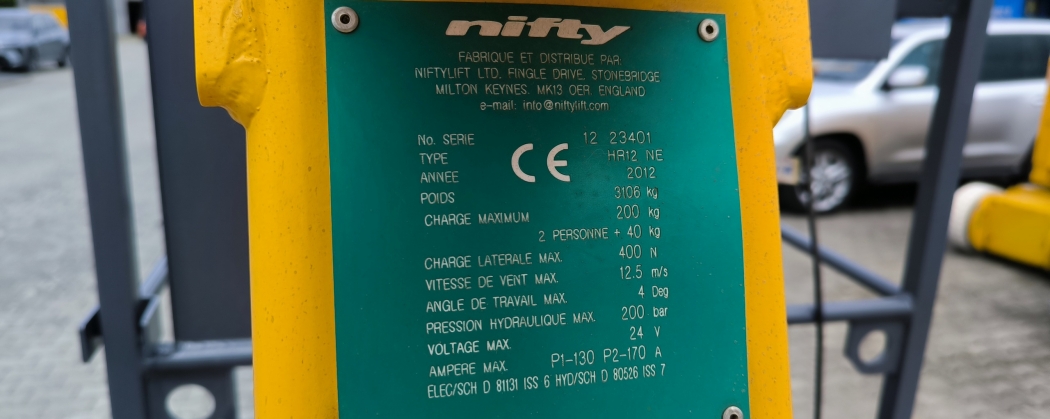 nifty
FABRIQUE ET DISTRIBUE PAR.
NIFTYLIFT LTD. FINGLE DRIVE. STONEBRIDGE
MILTON KEYNES. MK13 OER. ENGLAND
e-mail: info@niftylift.com
No. SERIE 12 23401
TYPE HR12 NE
CE
ANNEE 2012
POIDS 3106 kg
CHARGE MAXIMUM 200 kg
2 PERSONNE + 40 kg
CHARGE LATERALE MAX. 400 N
VITESSE DE VENT MAX. 12.5 m/s
ANGLE DE TRAVAIL MAX. 4 Deg
PRESSION HYDRAULIQUE MAX. 200 bar
VOLTAGE MAX. 24 V
AMPERE MAX. P1-130 P2-170 A
ELEC/SCH D 81131 ISS 6 HYD/SCH D 80526 ISS 7